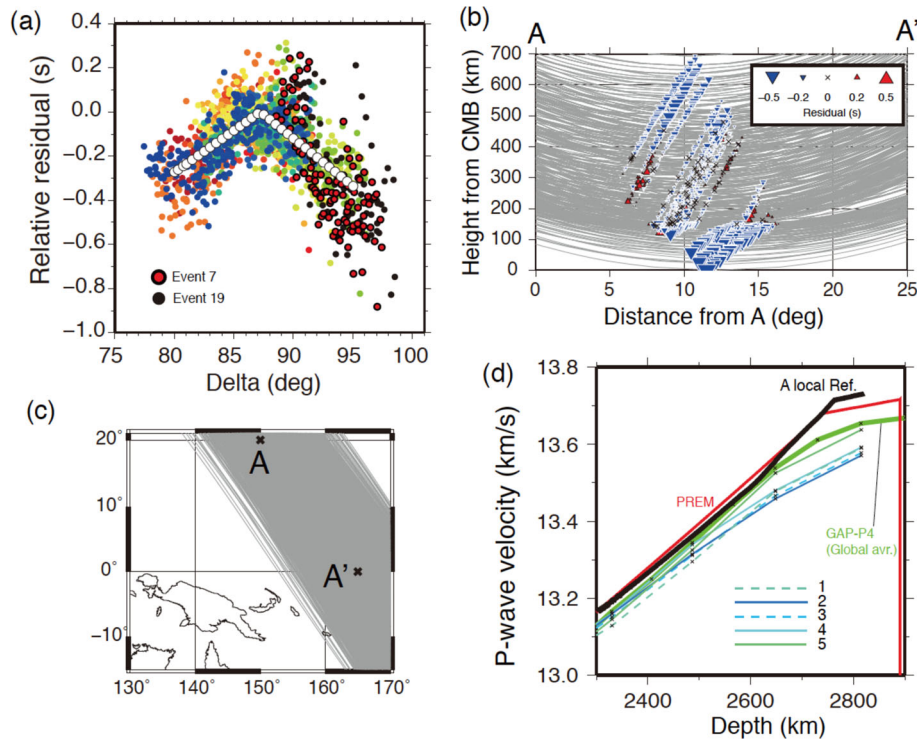 (a)
0.4
0.2
0.0
−0.2
−0.4
−0.6
−0.8
−1.0
Relative residual (s)
Event 7
Event 19
75 80 85 90 95 100
Delta (deg)
(b)
A A'
700
600
500
400
300
200
100
0
Height from CMB (km)
−0.5 −0.2 0 0.2 0.5
Residual (s)
0 5 10 15 20 25
Distance from A (deg)
(c)
20°
0°
−10°
A
A'
130° 140° 150° 160° 170°
(d)
13.8
13.6
13.4
13.2
13.0
P-wave velocity (km/s)
A local Ref.
PREM
GAP-P4
(Global avr.)
1
2
3
4
5
2400 2600 2800
Depth (km)